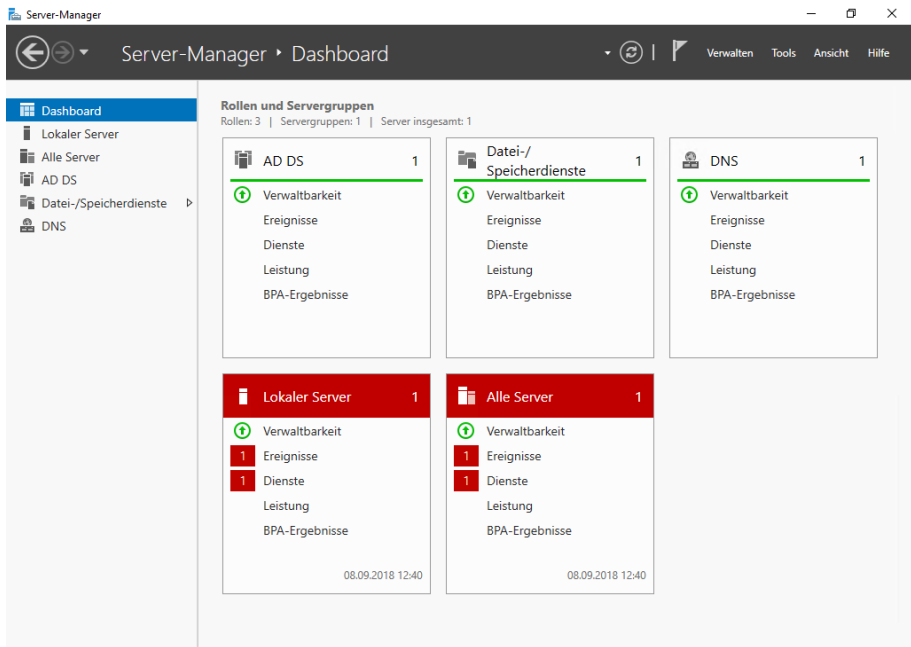 Server-Manager
Server-Manager ‣ Dashboard
Verwalten Tools Ansicht Hilfe
Dashboard
Lokaler Server
Alle Server
AD DS
Datei-/Speicherdienste
DNS
Rollen und Servergruppen
Rollen: 3 | Servergruppen: 1 | Server insgesamt: 1
AD DS 1
Verwaltbarkeit
Ereignisse
Dienste
Leistung
BPA-Ergebnisse
Datei-/
Speicherdienste 1
Verwaltbarkeit
Ereignisse
Dienste
Leistung
BPA-Ergebnisse
DNS 1
Verwaltbarkeit
Ereignisse
Dienste
Leistung
BPA-Ergebnisse
Lokaler Server 1
Verwaltbarkeit
1 Ereignisse
1 Dienste
Leistung
BPA-Ergebnisse
08.09.2018 12:40
Alle Server 1
Verwaltbarkeit
1 Ereignisse
1 Dienste
Leistung
BPA-Ergebnisse
08.09.2018 12:40